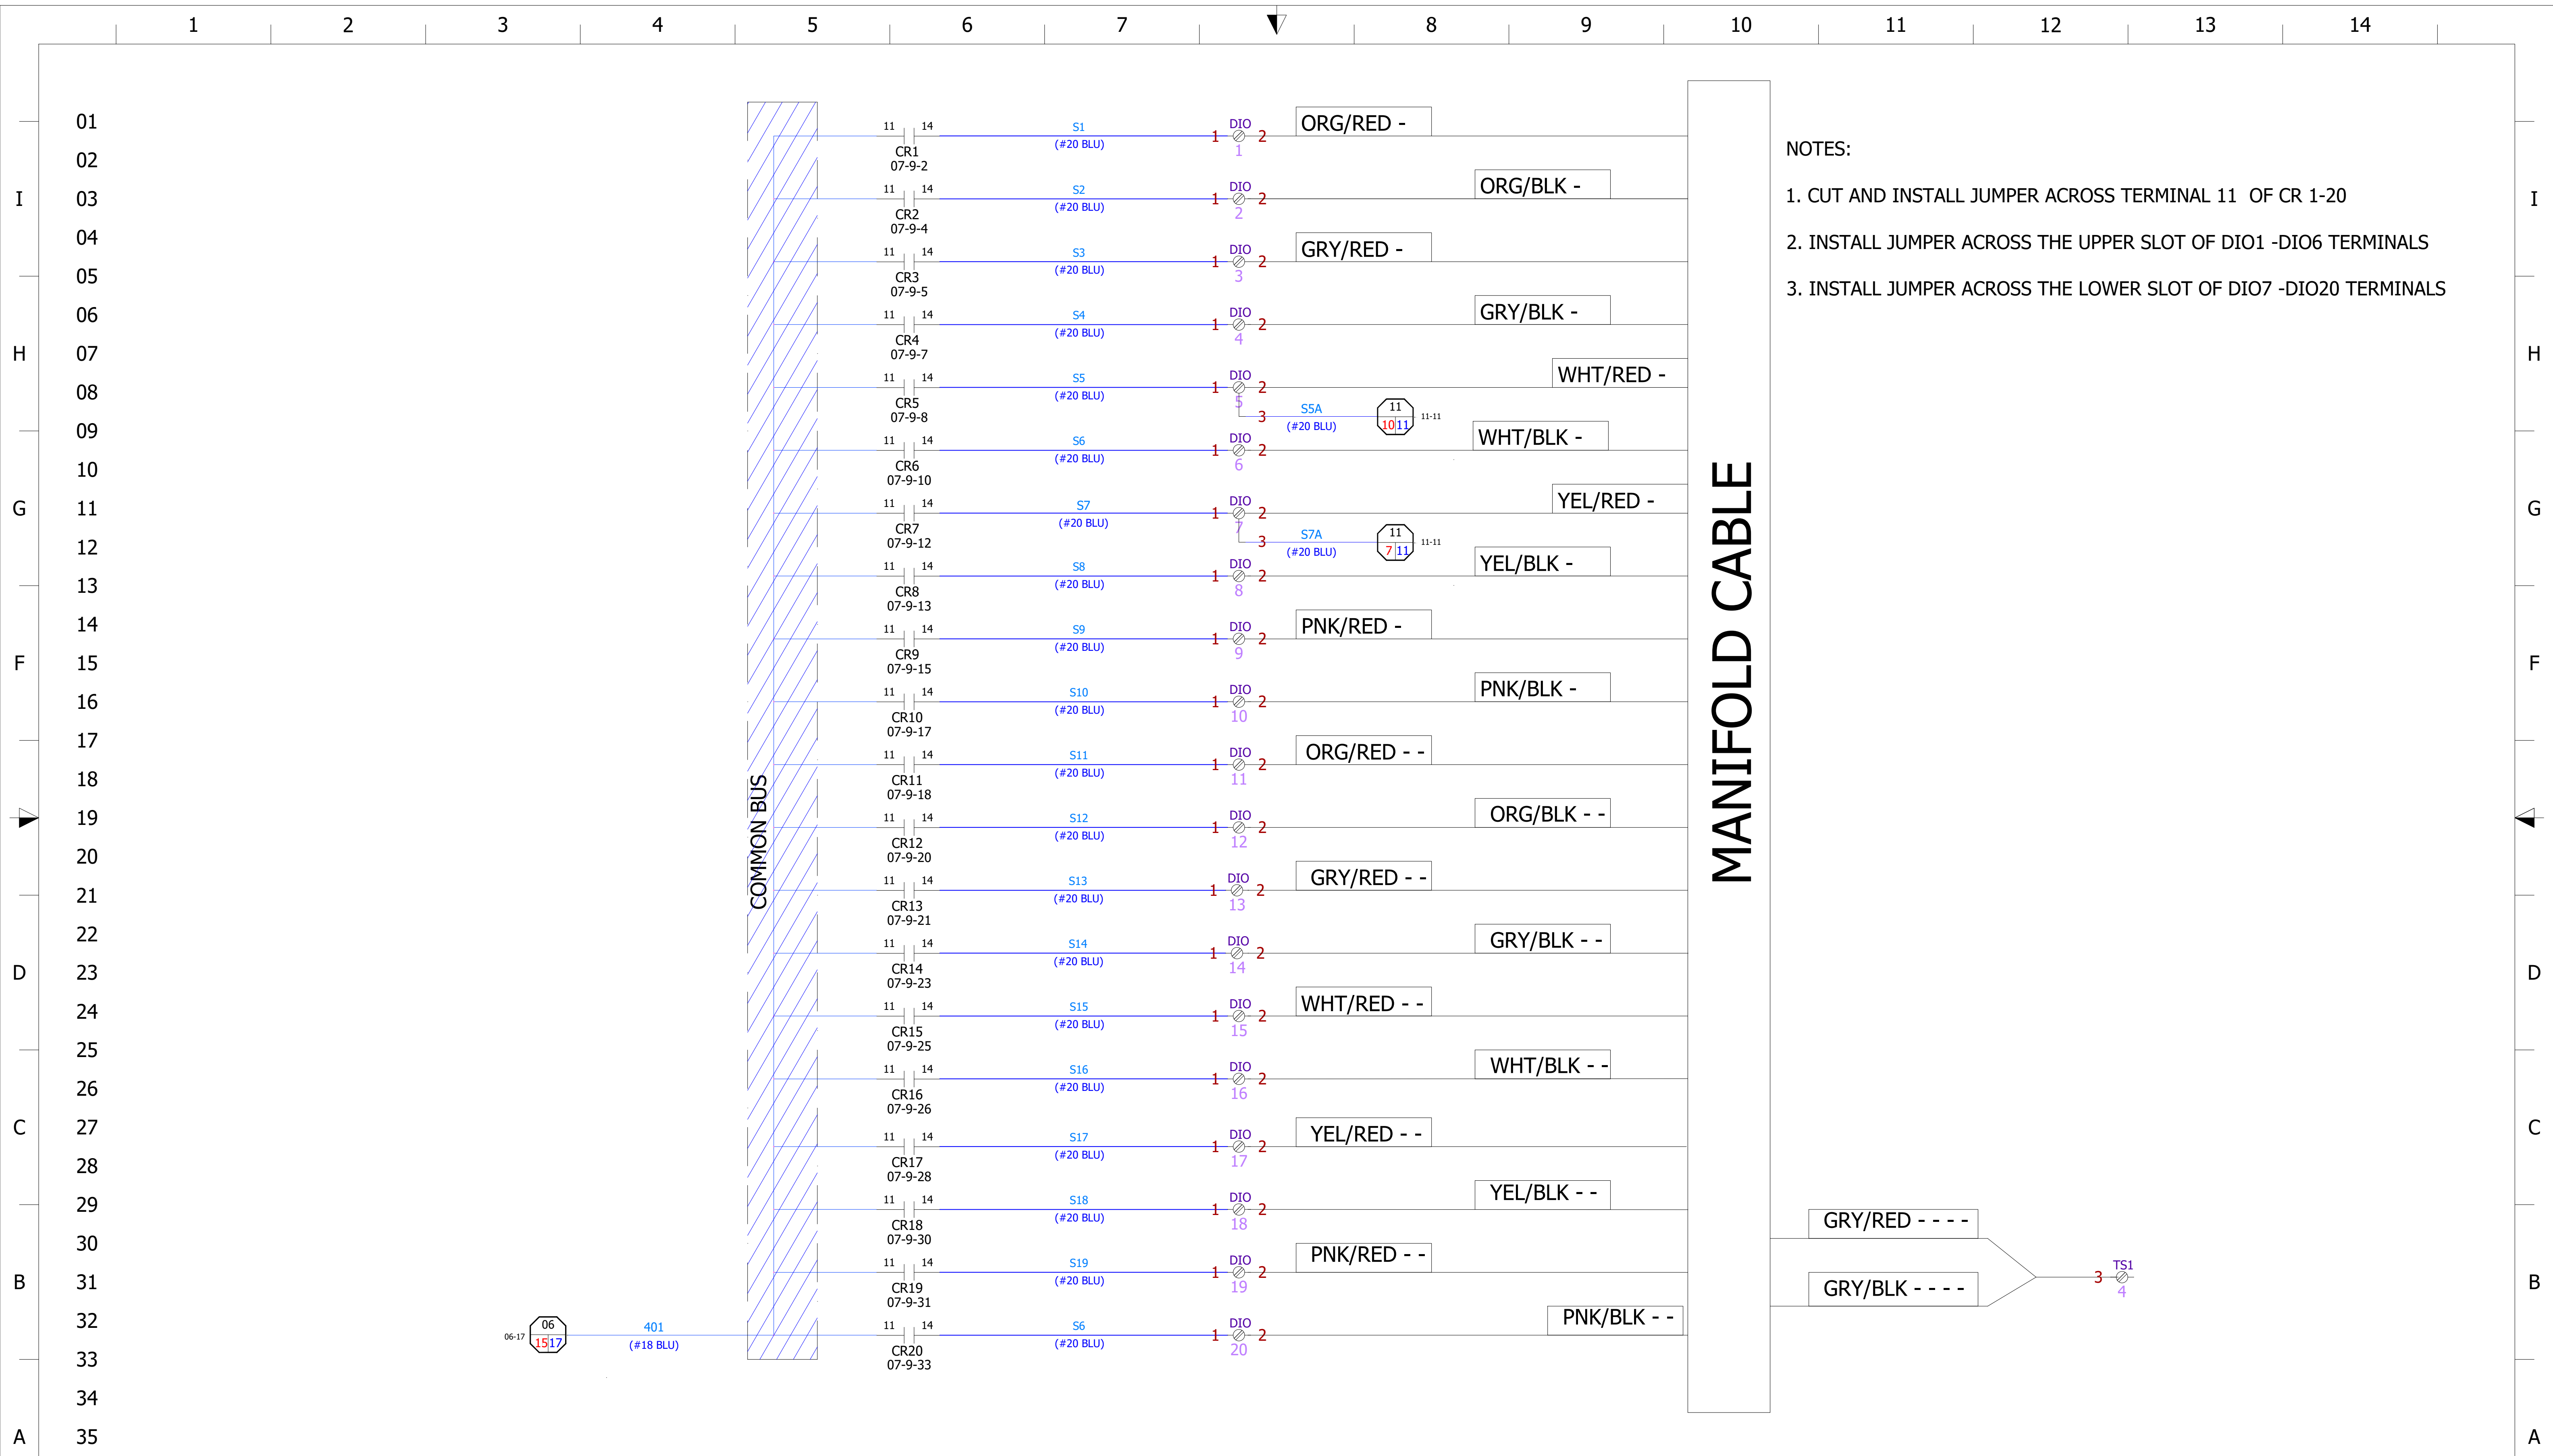 1 2 3 4 5 6 7 8 9 10 11 12 13 14
01
11 14 S1 DIO 1 2 ORG/RED -
(#20 BLU) 1
CR1
07-9-2
02
NOTES:
I 03 I
11 14 S2 DIO 1 2 ORG/BLK -
(#20 BLU) 2
CR2
07-9-4
1. CUT AND INSTALL JUMPER ACROSS TERMINAL 11 OF CR 1-20
04
2. INSTALL JUMPER ACROSS THE UPPER SLOT OF DIO1 -DIO6 TERMINALS
11 14 S3 DIO 1 2 GRY/RED -
(#20 BLU) 3
CR3
07-9-5
05
3. INSTALL JUMPER ACROSS THE LOWER SLOT OF DIO7 -DIO20 TERMINALS
06
11 14 S4 DIO 1 2 GRY/BLK -
(#20 BLU) 4
CR4
07-9-7
H 07 H
08
11 14 S5 DIO 1 2 WHT/RED -
(#20 BLU) 5
CR5
07-9-8
3 S5A 11 11-11
(#20 BLU) 10 11
09
11 14 S6 DIO 1 2 WHT/BLK -
(#20 BLU) 6
CR6
07-9-10
10
G 11 G
11 14 S7 DIO 1 2 YEL/RED -
(#20 BLU) 7
CR7
07-9-12
12
3 S7A 11 11-11
(#20 BLU) 7 11
11 14 S8 DIO 1 2 YEL/BLK -
(#20 BLU) 8
CR8
07-9-13
13
14
11 14 S9 DIO 1 2 PNK/RED -
(#20 BLU) 9
CR9
07-9-15
F 15 F
16
11 14 S10 DIO 1 2 PNK/BLK -
(#20 BLU) 10
CR10
07-9-17
MANIFOLD CABLE
17
11 14 S11 DIO 1 2 ORG/RED - -
(#20 BLU) 11
CR11
07-9-18
18
COMMON BUS
19
11 14 S12 DIO 1 2 ORG/BLK - -
(#20 BLU) 12
CR12
07-9-20
20
21
11 14 S13 DIO 1 2 GRY/RED - -
(#20 BLU) 13
CR13
07-9-21
22
11 14 S14 DIO 1 2 GRY/BLK - -
(#20 BLU) 14
CR14
07-9-23
D 23 D
24
11 14 S15 DIO 1 2 WHT/RED - -
(#20 BLU) 15
CR15
07-9-25
25
11 14 S16 DIO 1 2 WHT/BLK - -
(#20 BLU) 16
CR16
07-9-26
26
C 27 C
11 14 S17 DIO 1 2 YEL/RED - -
(#20 BLU) 17
CR17
07-9-28
28
29
11 14 S18 DIO 1 2 YEL/BLK - -
(#20 BLU) 18
CR18
07-9-30
GRY/RED - - - -
30
11 14 S19 DIO 1 2 PNK/RED - -
(#20 BLU) 19
CR19
07-9-31
B 31 B
3 TS1
4
GRY/BLK - - - -
32
06-17 06 401 11 14 S6 DIO 1 2 PNK/BLK - -
15 17 (#18 BLU) (#20 BLU) 20
CR20
07-9-33
33
34
A 35 A